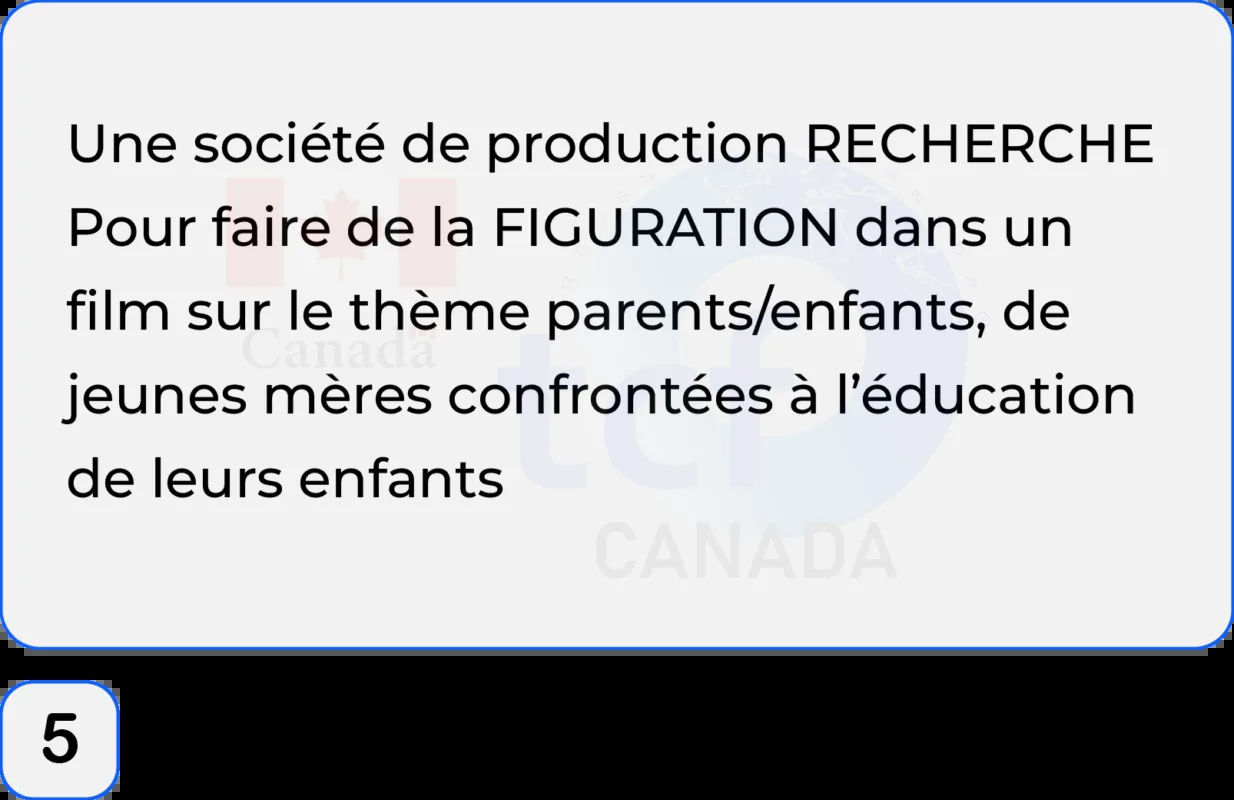 Une société de production RECHERCHE
Pour faire de la FIGURATION dans un
film sur le thème parents/enfants, de
jeunes mères confrontées à l’éducation
de leurs enfants
Canada
tcf
CANADA
5